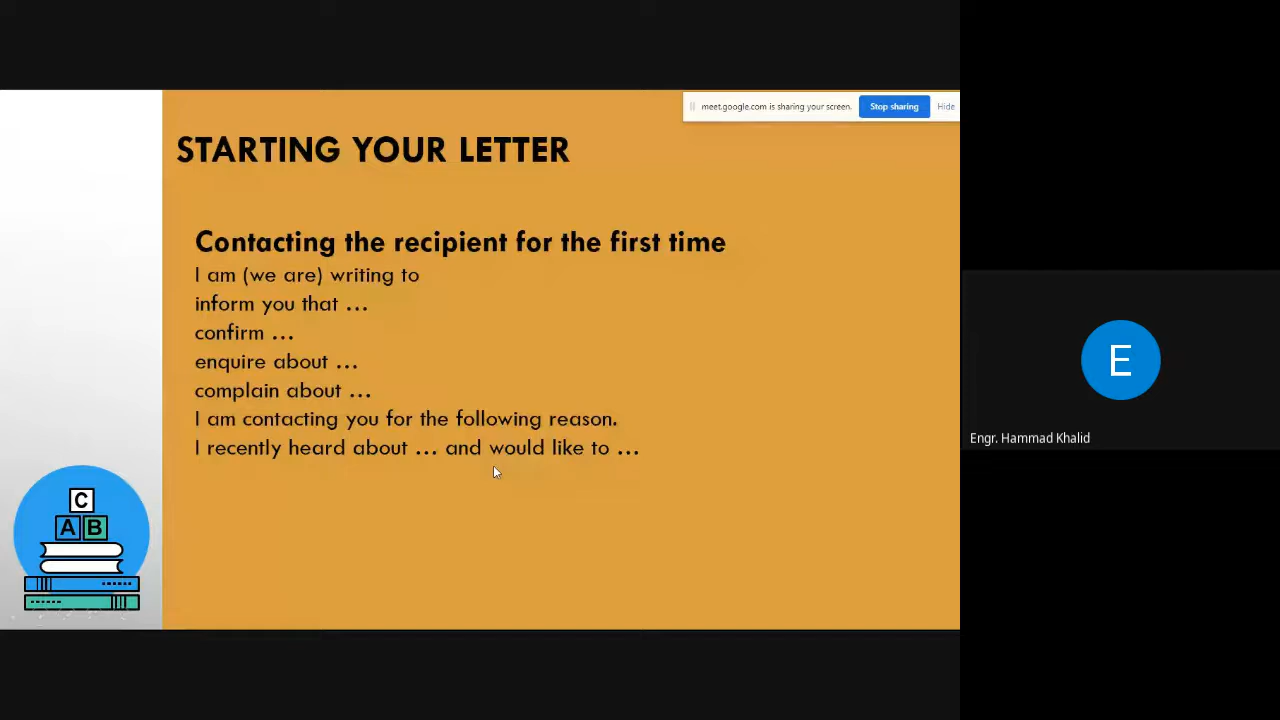 meet.google.com is sharing your screen. Stop sharing Hide
STARTING YOUR LETTER
Contacting the recipient for the first time
I am (we are) writing to
inform you that …
confirm …
enquire about …
complain about …
I am contacting you for the following reason.
I recently heard about … and would like to …
C
A B
E
Engr. Hammad Khalid